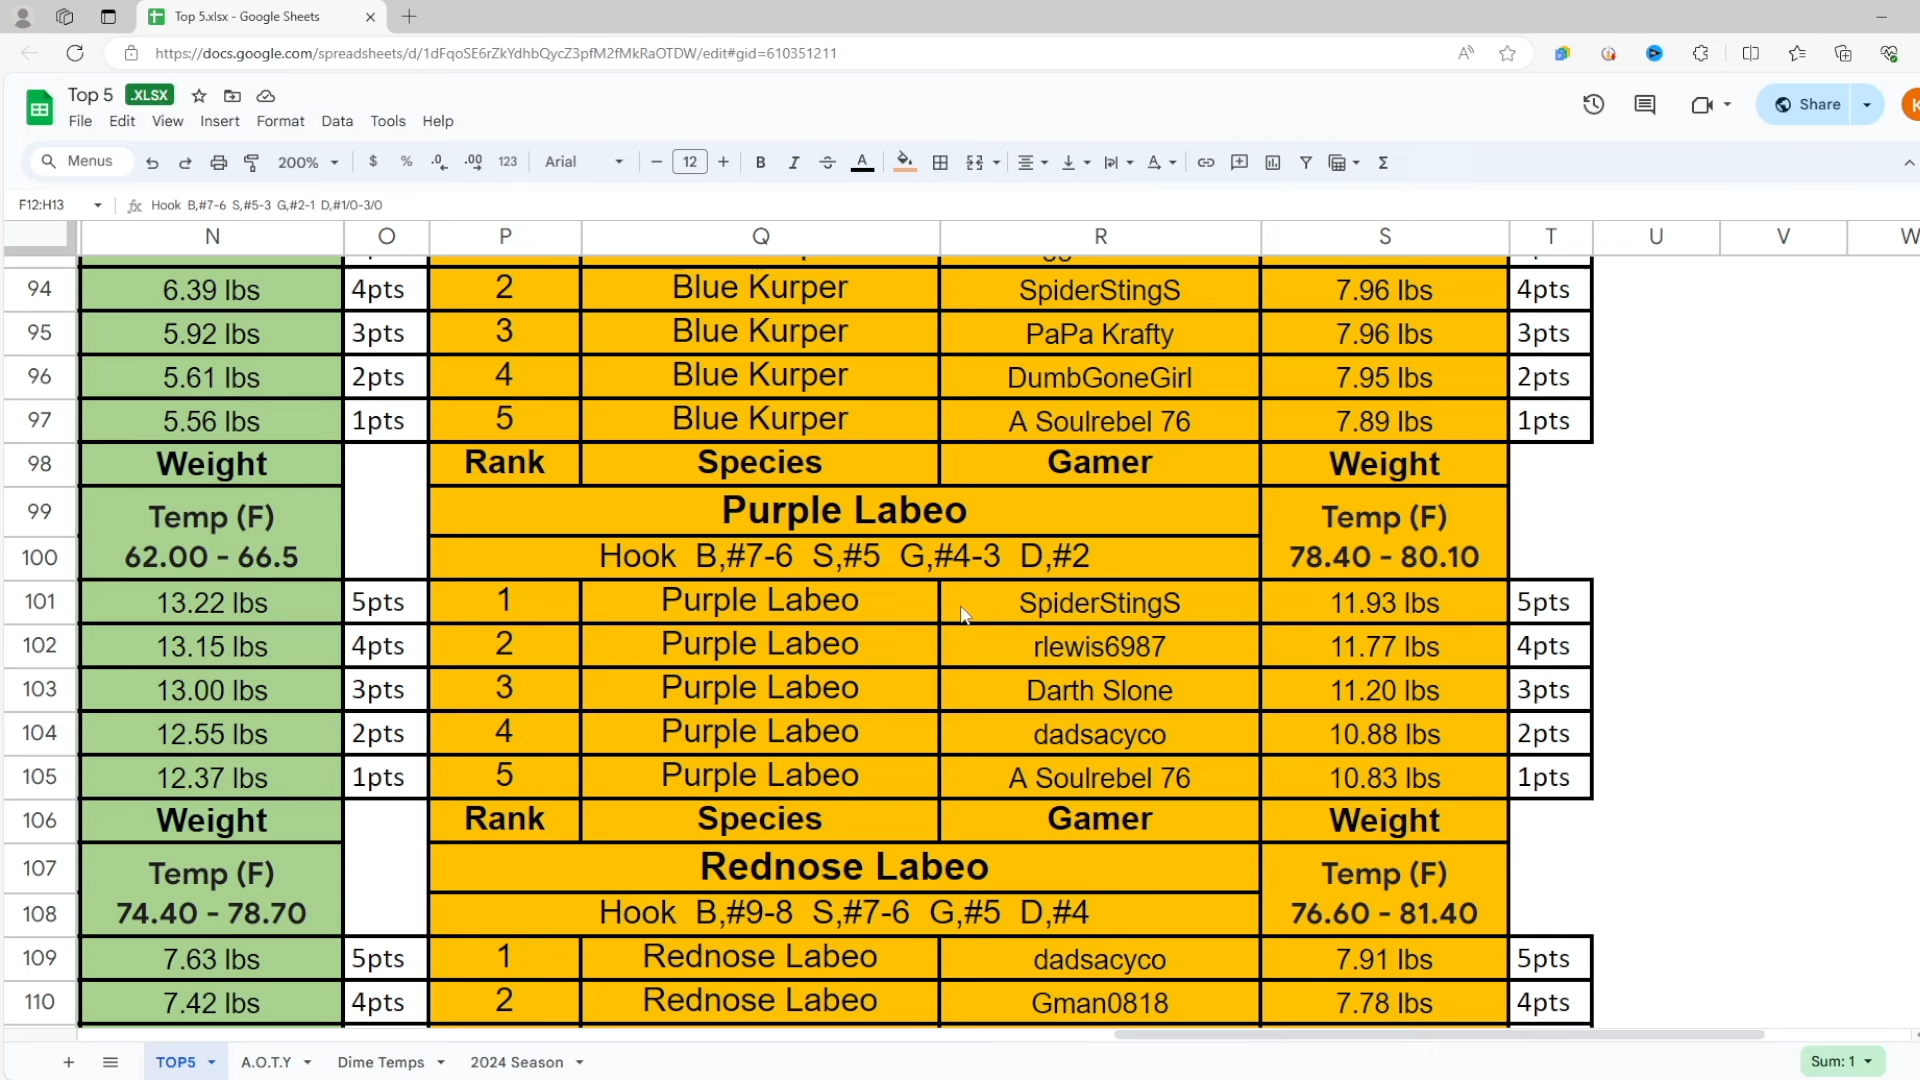 Top 5.xlsx - Google Sheets
https://docs.google.com/spreadsheets/d/1dFqoSE6rZkYdhbQycZ3pfM2fMkRaOTDW/edit#gid=610351211
Top 5 .XLSX
Share
File Edit View Insert Format Data Tools Help
Menus 200% $ % .0 .00 123 Arial 12 B I A Σ
F12:H13 fx Hook B,#7-6 S,#5-3 G,#2-1 D,#1/0-3/0
N O P Q R S T U V W
94 6.39 lbs 4pts 2 Blue Kurper SpiderStingS 7.96 lbs 4pts
95 5.92 lbs 3pts 3 Blue Kurper PaPa Krafty 7.96 lbs 3pts
96 5.61 lbs 2pts 4 Blue Kurper DumbGoneGirl 7.95 lbs 2pts
97 5.56 lbs 1pts 5 Blue Kurper A Soulrebel 76 7.89 lbs 1pts
98 Weight Rank Species Gamer Weight
99 Temp (F) Purple Labeo Temp (F)
100 62.00 - 66.5 Hook B,#7-6 S,#5 G,#4-3 D,#2 78.40 - 80.10
101 13.22 lbs 5pts 1 Purple Labeo SpiderStingS 11.93 lbs 5pts
102 13.15 lbs 4pts 2 Purple Labeo rlewis6987 11.77 lbs 4pts
103 13.00 lbs 3pts 3 Purple Labeo Darth Slone 11.20 lbs 3pts
104 12.55 lbs 2pts 4 Purple Labeo dadsacyco 10.88 lbs 2pts
105 12.37 lbs 1pts 5 Purple Labeo A Soulrebel 76 10.83 lbs 1pts
106 Weight Rank Species Gamer Weight
107 Temp (F) Rednose Labeo Temp (F)
108 74.40 - 78.70 Hook B,#9-8 S,#7-6 G,#5 D,#4 76.60 - 81.40
109 7.63 lbs 5pts 1 Rednose Labeo dadsacyco 7.91 lbs 5pts
110 7.42 lbs 4pts 2 Rednose Labeo Gman0818 7.78 lbs 4pts
TOP5 A.O.T.Y Dime Temps 2024 Season Sum: 1